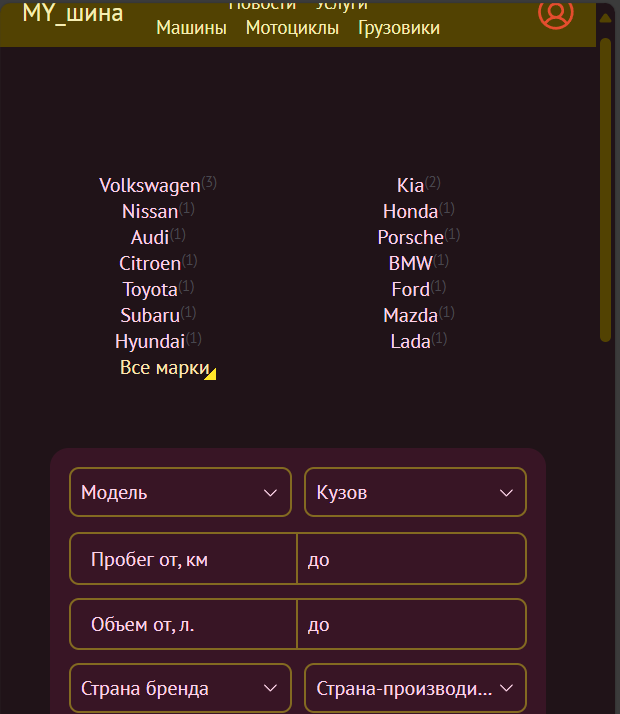 MY_шина
Новости Услуги
Машины Мотоциклы Грузовики
Volkswagen(3) Kia(2)
Nissan(1) Honda(1)
Audi(1) Porsche(1)
Citroen(1) BMW(1)
Toyota(1) Ford(1)
Subaru(1) Mazda(1)
Hyundai(1) Lada(1)
Все марки
Модель Кузов
Пробег от, км до
Объем от, л. до
Страна бренда Страна-производи...